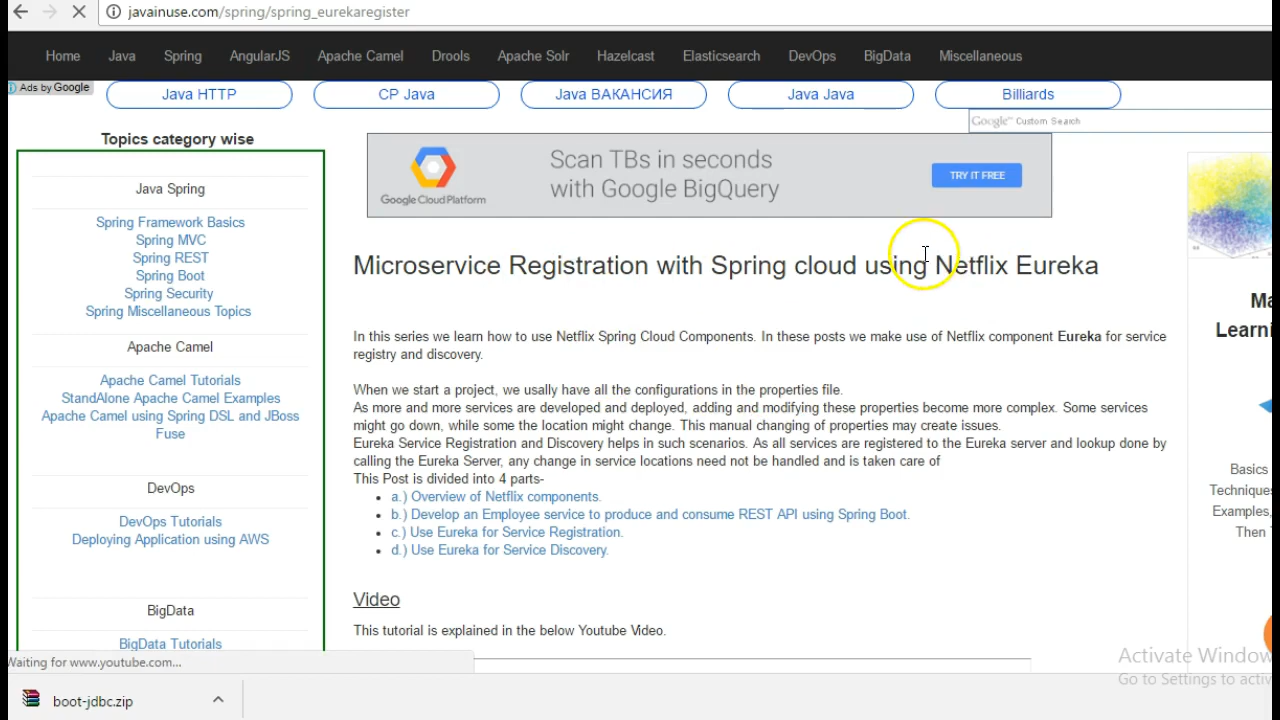 javainuse.com/spring/spring_eurekaregister
Home Java Spring AngularJS Apache Camel Drools Apache Solr Hazelcast Elasticsearch DevOps BigData Miscellaneous
Ads by Google Java HTTP CP Java Java ВАКАНСИЯ Java Java Billiards
Google™ Custom Search
Topics category wise
Java Spring
Spring Framework Basics
Spring MVC
Spring REST
Spring Boot
Spring Security
Spring Miscellaneous Topics
Apache Camel
Apache Camel Tutorials
StandAlone Apache Camel Examples
Apache Camel using Spring DSL and JBoss
Fuse
DevOps
DevOps Tutorials
Deploying Application using AWS
BigData
BigData Tutorials
Google Cloud Platform
Scan TBs in seconds
with Google BigQuery
TRY IT FREE
Microservice Registration with Spring cloud using Netflix Eureka
In this series we learn how to use Netflix Spring Cloud Components. In these posts we make use of Netflix component Eureka for service
registry and discovery.
When we start a project, we usally have all the configurations in the properties file.
As more and more services are developed and deployed, adding and modifying these properties become more complex. Some services
might go down, while some the location might change. This manual changing of properties may create issues.
Eureka Service Registration and Discovery helps in such scenarios. As all services are registered to the Eureka server and lookup done by
calling the Eureka Server, any change in service locations need not be handled and is taken care of
This Post is divided into 4 parts-
a.) Overview of Netflix components.
b.) Develop an Employee service to produce and consume REST API using Spring Boot.
c.) Use Eureka for Service Registration.
d.) Use Eureka for Service Discovery.
Video
This tutorial is explained in the below Youtube Video.
Ma
Learni
Basics
Techniques
Examples,
Then
Waiting for www.youtube.com...
Activate Window
Go to Settings to activ
boot-jdbc.zip